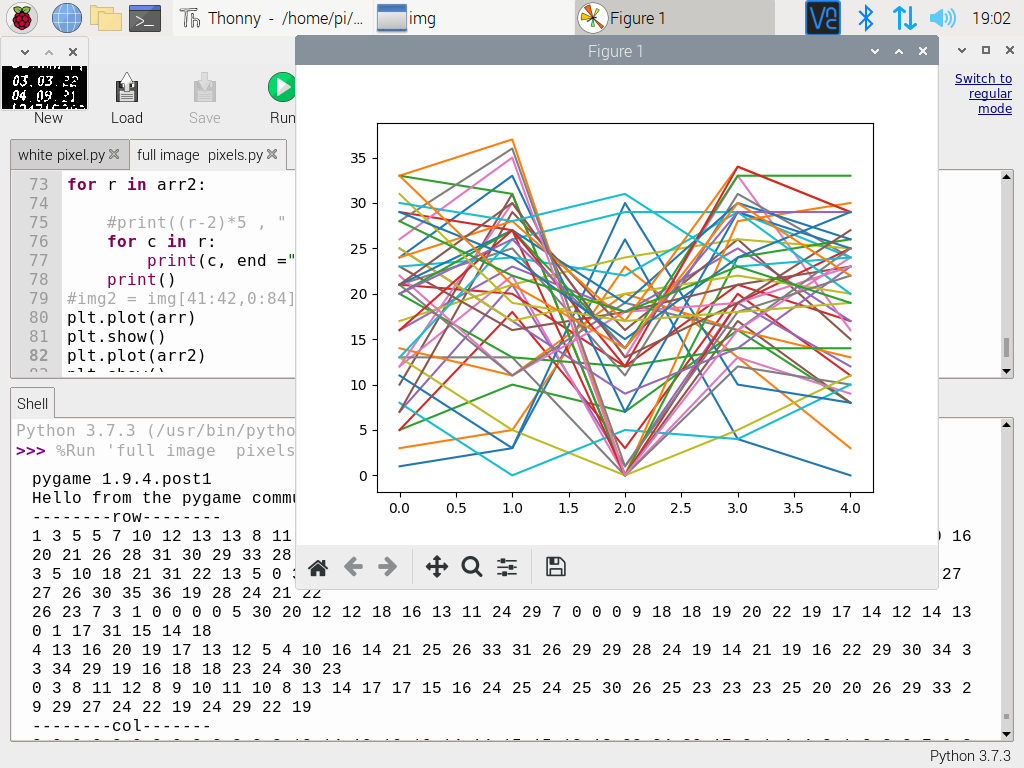 Thonny - /home/pi/...
img
Figure 1
19:02
Figure 1
03.03.22
04.09.21
New
Load
Save
Run
Switch to
regular
mode
white pixel.py
full image pixels.py
73 for r in arr2:
74
75 #print((r-2)*5 , "
76 for c in r:
77 print(c, end ="
78 print()
79 #img2 = img[41:42,0:84]
80 plt.plot(arr)
81 plt.show()
82 plt.plot(arr2)
35
30
25
20
15
10
5
0
0.0 0.5 1.0 1.5 2.0 2.5 3.0 3.5 4.0
Shell
Python 3.7.3 (/usr/bin/pytho
>>> %Run 'full image pixels
pygame 1.9.4.post1
Hello from the pygame commu
--------row--------
1 3 5 5 7 10 12 13 13 8 11 16
20 21 26 28 31 30 29 33 28
3 5 10 18 21 31 22 13 5 0 27
27 26 30 35 36 19 28 24 21 22
26 23 7 3 1 0 0 0 0 5 30 20 12 12 18 16 13 11 24 29 7 0 0 0 9 18 18 19 20 22 19 17 14 12 14 13
0 1 17 31 15 14 18
4 13 16 20 19 17 13 12 5 4 10 16 14 21 25 26 33 31 26 29 29 28 24 19 14 21 19 16 22 29 30 34 3
3 34 29 19 16 18 18 23 24 30 23
0 3 8 11 12 8 9 10 11 10 8 13 14 17 17 15 16 24 25 24 25 30 26 25 23 23 23 25 20 20 26 29 33 2
9 29 27 24 22 19 24 29 22 19
--------col-------
Python 3.7.3